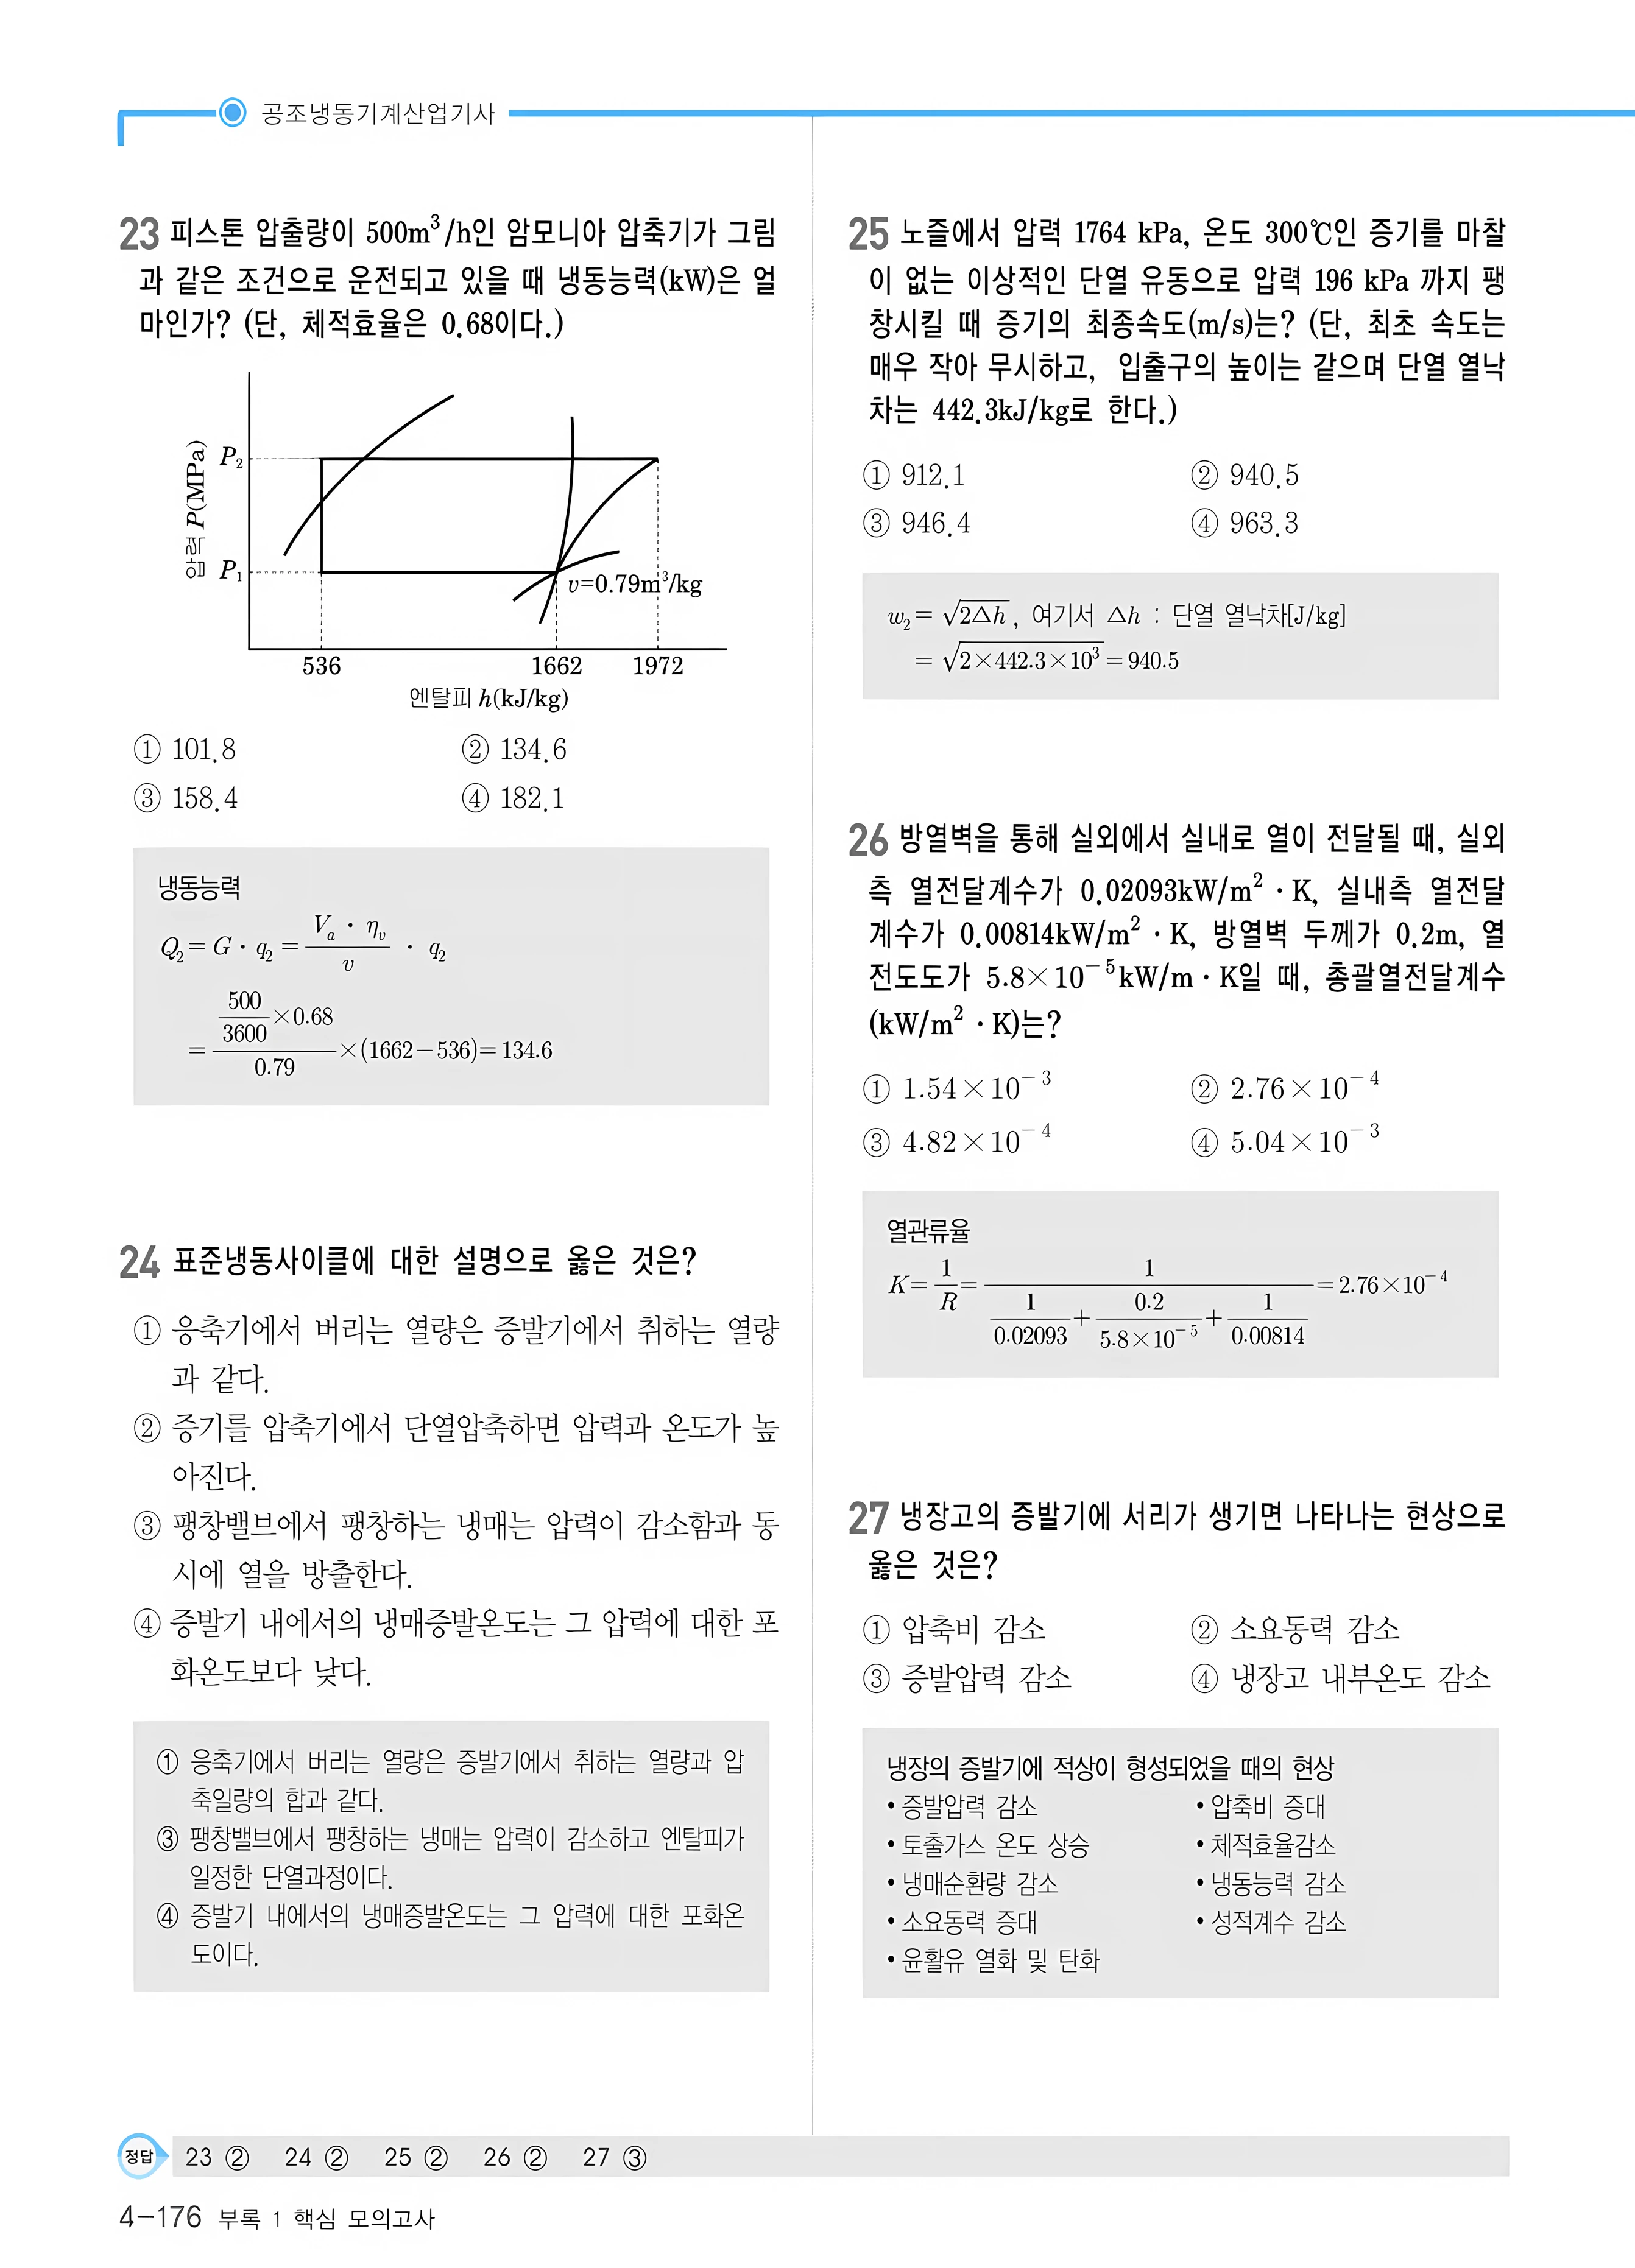 공조냉동기계산업기사
23 피스톤 압출량이 500m³/h인 암모니아 압축기가 그림
과 같은 조건으로 운전되고 있을 때 냉동능력(kW)은 얼
마인가? (단, 체적효율은 0.68이다.)
압력 P(MPa)
P₂
P₁
v=0.79m³/kg
536 1662 1972
엔탈피 h(kJ/kg)
① 101.8 ② 134.6
③ 158.4 ④ 182.1
냉동능력
Q₂ = G · q₂ = (Vₐ · ηᵥ)/v · q₂
= (500/3600 × 0.68)/0.79 × (1662 − 536) = 134.6
24 표준냉동사이클에 대한 설명으로 옳은 것은?
① 응축기에서 버리는 열량은 증발기에서 취하는 열량
과 같다.
② 증기를 압축기에서 단열압축하면 압력과 온도가 높
아진다.
③ 팽창밸브에서 팽창하는 냉매는 압력이 감소함과 동
시에 열을 방출한다.
④ 증발기 내에서의 냉매증발온도는 그 압력에 대한 포
화온도보다 낮다.
① 응축기에서 버리는 열량은 증발기에서 취하는 열량과 압
축일량의 합과 같다.
③ 팽창밸브에서 팽창하는 냉매는 압력이 감소하고 엔탈피가
일정한 단열과정이다.
④ 증발기 내에서의 냉매증발온도는 그 압력에 대한 포화온
도이다.
25 노즐에서 압력 1764 kPa, 온도 300℃인 증기를 마찰
이 없는 이상적인 단열 유동으로 압력 196 kPa 까지 팽
창시킬 때 증기의 최종속도(m/s)는? (단, 최초 속도는
매우 작아 무시하고, 입출구의 높이는 같으며 단열 열낙
차는 442.3kJ/kg로 한다.)
① 912.1 ② 940.5
③ 946.4 ④ 963.3
w₂ = √(2Δh), 여기서 Δh : 단열 열낙차[J/kg]
= √(2×442.3×10³) = 940.5
26 방열벽을 통해 실외에서 실내로 열이 전달될 때, 실외
측 열전달계수가 0.02093kW/m² · K, 실내측 열전달
계수가 0.00814kW/m² · K, 방열벽 두께가 0.2m, 열
전도도가 5.8×10⁻⁵kW/m · K일 때, 총괄열전달계수
(kW/m² · K)는?
① 1.54×10⁻³ ② 2.76×10⁻⁴
③ 4.82×10⁻⁴ ④ 5.04×10⁻³
열관류율
K = 1/R = 1/(1/0.02093 + 0.2/(5.8×10⁻⁵) + 1/0.00814) = 2.76×10⁻⁴
27 냉장고의 증발기에 서리가 생기면 나타나는 현상으로
옳은 것은?
① 압축비 감소 ② 소요동력 감소
③ 증발압력 감소 ④ 냉장고 내부온도 감소
냉장의 증발기에 적상이 형성되었을 때의 현상
• 증발압력 감소 • 압축비 증대
• 토출가스 온도 상승 • 체적효율감소
• 냉매순환량 감소 • 냉동능력 감소
• 소요동력 증대 • 성적계수 감소
• 윤활유 열화 및 탄화
정답 23 ② 24 ② 25 ② 26 ② 27 ③
4-176 부록 1 핵심 모의고사